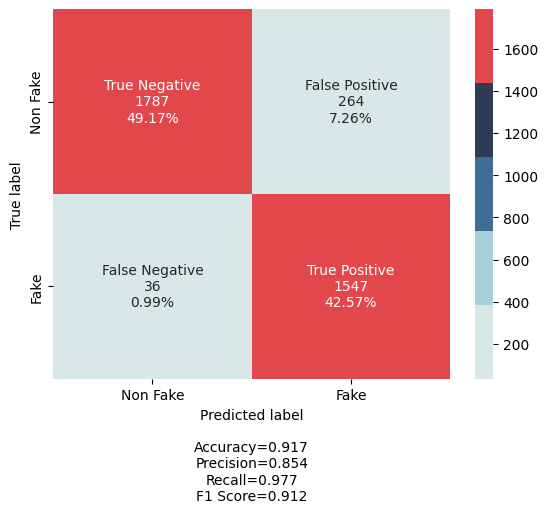 True Negative
1787
49.17%
False Positive
264
7.26%
False Negative
36
0.99%
True Positive
1547
42.57%
Non Fake
Fake
True label
Non Fake
Fake
Predicted label
Accuracy=0.917
Precision=0.854
Recall=0.977
F1 Score=0.912
1600
1400
1200
1000
800
600
400
200